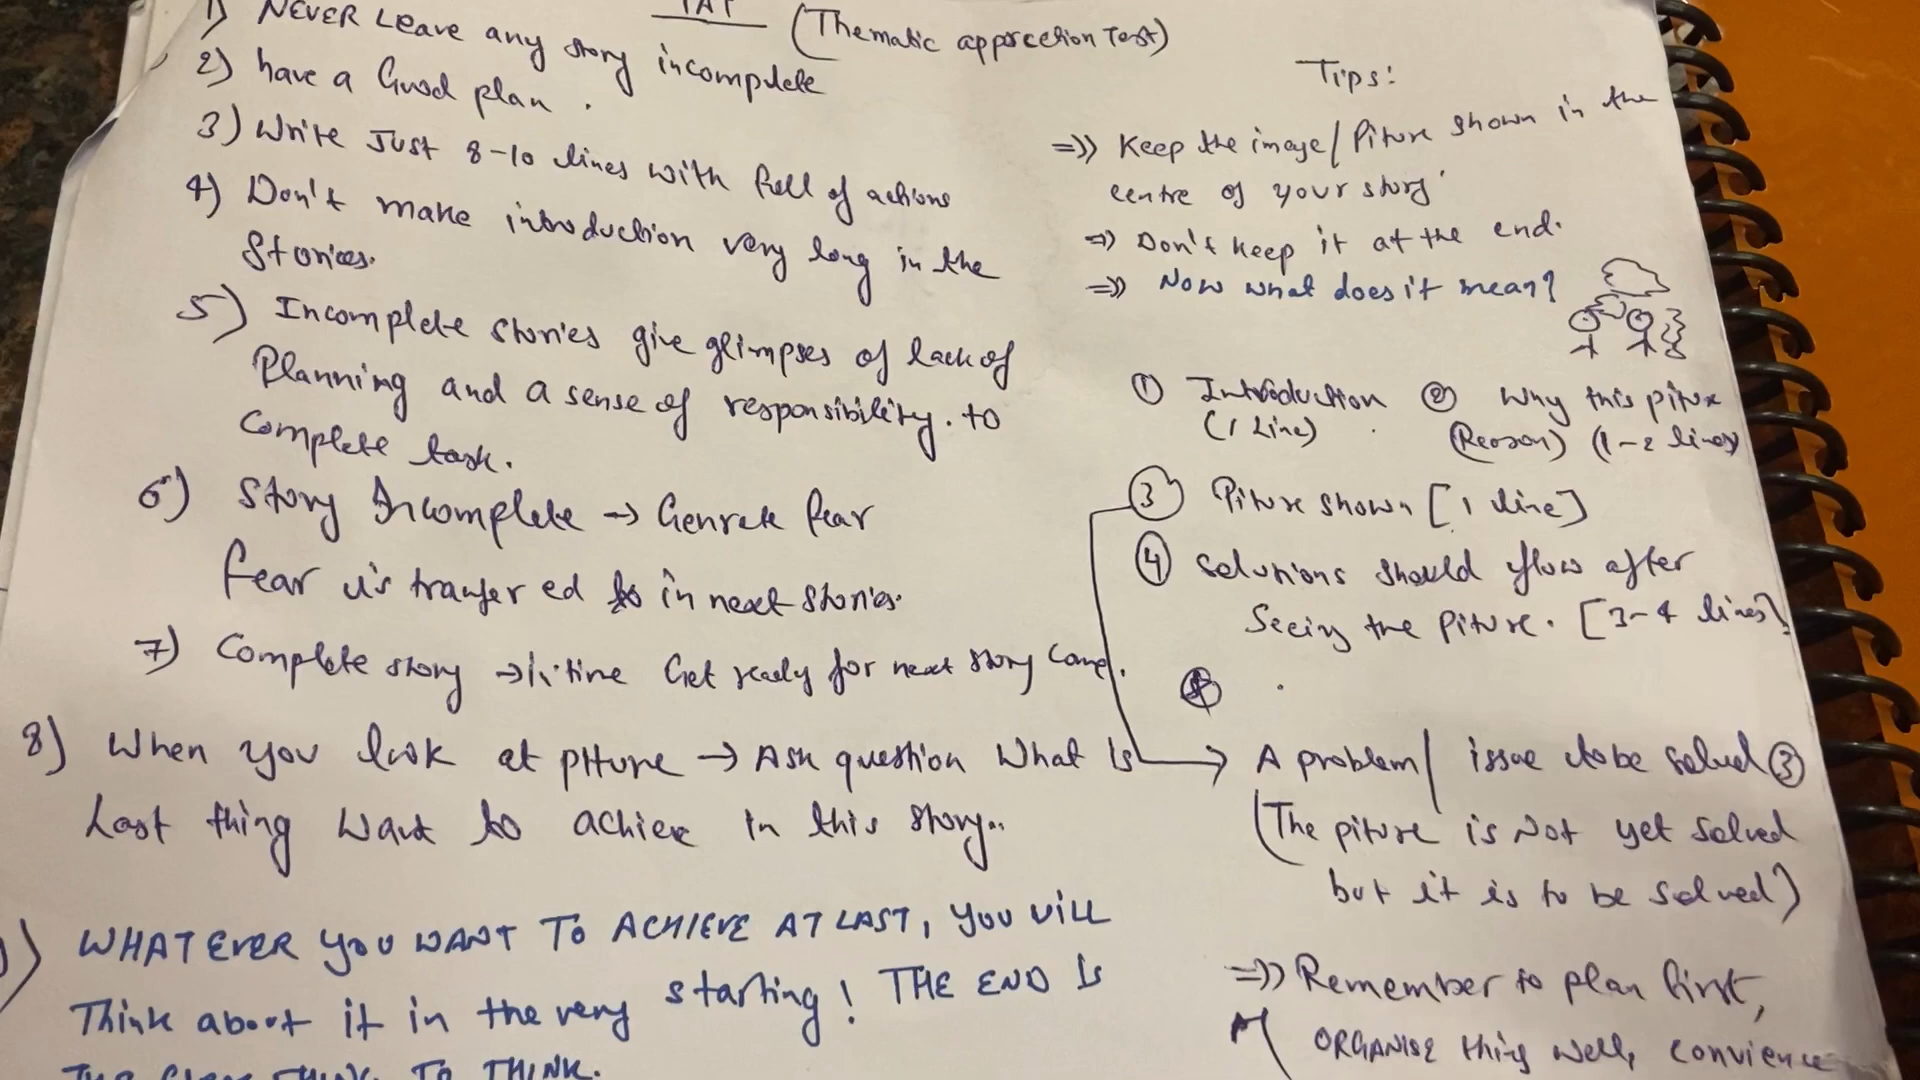 TAT (Thematic apparcetion Test)
1) NEVER Leave any story incomplete
2) have a Good plan.
3) Write Just 8-10 lines with full of actions
4) Don't make introduction very long in the
Stories.
5) Incomplete stories give glimpses of lack of
Planning and a sense of responsibility. to
Complete task.
6) Story Incomplete → Genrate fear
fear is tranfer ed in next stories.
7) Complete story → in time Get ready for next story
8) When you look at piture → Ask question What is
Last thing Want to achieve in this story..
WHATEVER YOU WANT TO ACHIEVE AT LAST, YOU WILL
Think about it in the very starting! THE END IS
THINK TO THINK.
Tips:
⇒ Keep the image/Piture shown in the
centre of your story
⇒ Don't keep it at the end.
⇒ Now what does it mean?
① Introduction
(1 Line)
② Why this piture
(Reason) (1-2 lines)
③ Piture shown [1 line]
④ Solutions should flow after
Seeing the Piture. [3-4 lines]
→ A problem/ issue to be solved ③
(The piture is Not yet solved
but it is to be solved)
⇒ Remember to plan first,
ORGANISE thing well, convience